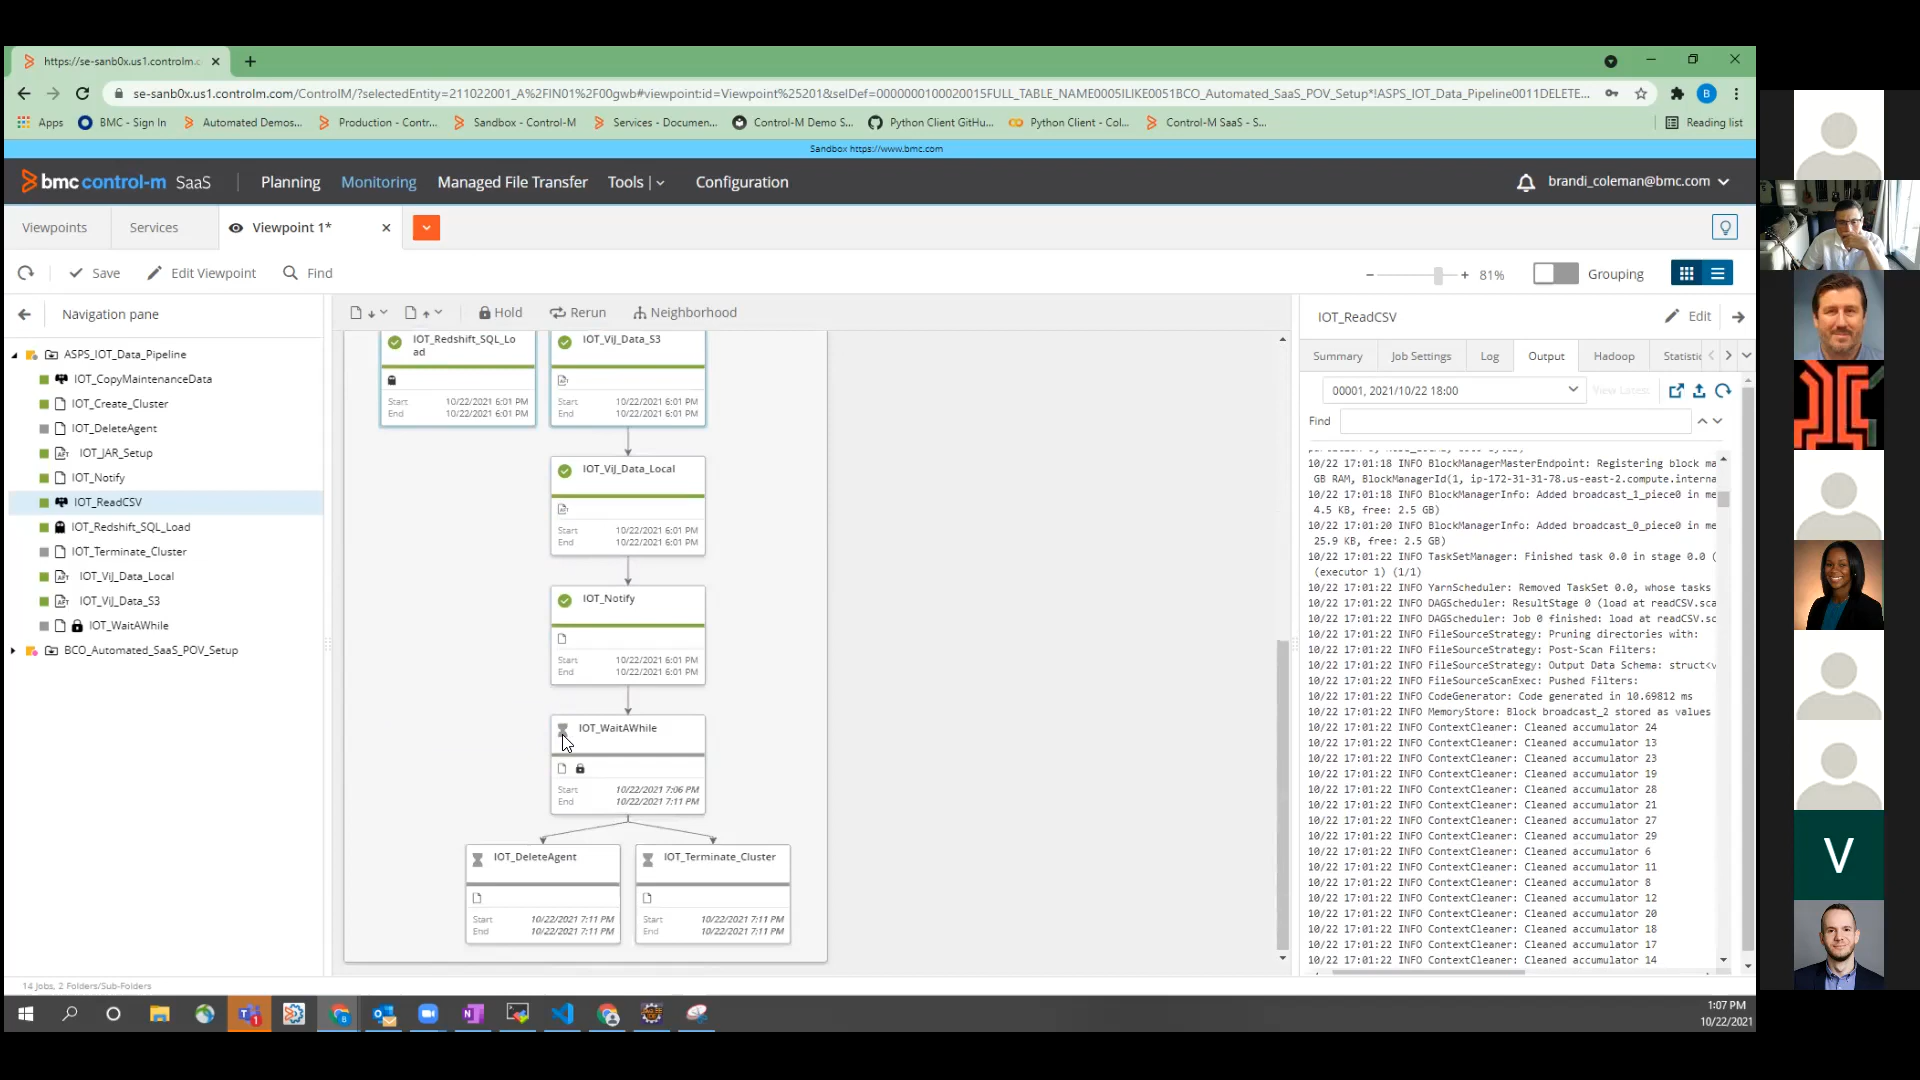 https://se-sanb0x.us1.controlm.c
se-sanb0x.us1.controlm.com/ControlM/?selectedEntity=211022001_A%2FIN01%2F00gwb#viewpoint:id=Viewpoint%25201&selDef=0000000100020015FULL_TABLE_NAME0005ILIKE0051BCO_Automated_SaaS_POV_Setup*!ASPS_IOT_Data_Pipeline0011DELETE...
B
Apps
BMC - Sign In
Automated Demos...
Production - Contr...
Sandbox - Control-M
Services - Documen...
Control-M Demo S...
Python Client GitHu...
Python Client - Col...
Control-M SaaS - S...
Reading list
Sandbox https://www.bmc.com
bmc control-m SaaS
Planning
Monitoring
Managed File Transfer
Tools
Configuration
brandi_coleman@bmc.com
Viewpoints
Services
Viewpoint 1*
Save
Edit Viewpoint
Find
81%
Grouping
Navigation pane
ASPS_IOT_Data_Pipeline
IOT_CopyMaintenanceData
IOT_Create_Cluster
IOT_DeleteAgent
IOT_JAR_Setup
IOT_Notify
IOT_ReadCSV
IOT_Redshift_SQL_Load
IOT_Terminate_Cluster
IOT_ViJ_Data_Local
IOT_ViJ_Data_S3
IOT_WaitAWhile
BCO_Automated_SaaS_POV_Setup
Hold
Rerun
Neighborhood
IOT_Redshift_SQL_Lo
ad
Start 10/22/2021 6:01 PM
End 10/22/2021 6:01 PM
IOT_ViJ_Data_S3
Start 10/22/2021 6:01 PM
End 10/22/2021 6:01 PM
IOT_ViJ_Data_Local
Start 10/22/2021 6:01 PM
End 10/22/2021 6:01 PM
IOT_Notify
Start 10/22/2021 6:01 PM
End 10/22/2021 6:01 PM
IOT_WaitAWhile
Start 10/22/2021 7:06 PM
End 10/22/2021 7:11 PM
IOT_DeleteAgent
Start 10/22/2021 7:11 PM
End 10/22/2021 7:11 PM
IOT_Terminate_Cluster
Start 10/22/2021 7:11 PM
End 10/22/2021 7:11 PM
IOT_ReadCSV
Edit
Summary
Job Settings
Log
Output
Hadoop
Statistic
00001, 2021/10/22 18:00
View Latest
Find
10/22 17:01:18 INFO BlockManagerMasterEndpoint: Registering block ma
GB RAM, BlockManagerId(1, ip-172-31-31-78.us-east-2.compute.interna
10/22 17:01:18 INFO BlockManagerInfo: Added broadcast_1_piece0 in me
4.5 KB, free: 2.5 GB)
10/22 17:01:20 INFO BlockManagerInfo: Added broadcast_0_piece0 in me
25.9 KB, free: 2.5 GB)
10/22 17:01:22 INFO TaskSetManager: Finished task 0.0 in stage 0.0 (
(executor 1) (1/1)
10/22 17:01:22 INFO YarnScheduler: Removed TaskSet 0.0, whose tasks
10/22 17:01:22 INFO DAGScheduler: ResultStage 0 (load at readCSV.sca
10/22 17:01:22 INFO DAGScheduler: Job 0 finished: load at readCSV.sc
10/22 17:01:22 INFO FileSourceStrategy: Pruning directories with:
10/22 17:01:22 INFO FileSourceStrategy: Post-Scan Filters:
10/22 17:01:22 INFO FileSourceStrategy: Output Data Schema: struct<v
10/22 17:01:22 INFO FileSourceScanExec: Pushed Filters:
10/22 17:01:22 INFO CodeGenerator: Code generated in 10.69812 ms
10/22 17:01:22 INFO MemoryStore: Block broadcast_2 stored as values
10/22 17:01:22 INFO ContextCleaner: Cleaned accumulator 24
10/22 17:01:22 INFO ContextCleaner: Cleaned accumulator 13
10/22 17:01:22 INFO ContextCleaner: Cleaned accumulator 23
10/22 17:01:22 INFO ContextCleaner: Cleaned accumulator 19
10/22 17:01:22 INFO ContextCleaner: Cleaned accumulator 28
10/22 17:01:22 INFO ContextCleaner: Cleaned accumulator 21
10/22 17:01:22 INFO ContextCleaner: Cleaned accumulator 27
10/22 17:01:22 INFO ContextCleaner: Cleaned accumulator 29
10/22 17:01:22 INFO ContextCleaner: Cleaned accumulator 6
10/22 17:01:22 INFO ContextCleaner: Cleaned accumulator 11
10/22 17:01:22 INFO ContextCleaner: Cleaned accumulator 8
10/22 17:01:22 INFO ContextCleaner: Cleaned accumulator 12
10/22 17:01:22 INFO ContextCleaner: Cleaned accumulator 20
10/22 17:01:22 INFO ContextCleaner: Cleaned accumulator 18
10/22 17:01:22 INFO ContextCleaner: Cleaned accumulator 17
10/22 17:01:22 INFO ContextCleaner: Cleaned accumulator 14
14 Jobs, 2 Folders/Sub-Folders
1:07 PM
10/22/2021
V